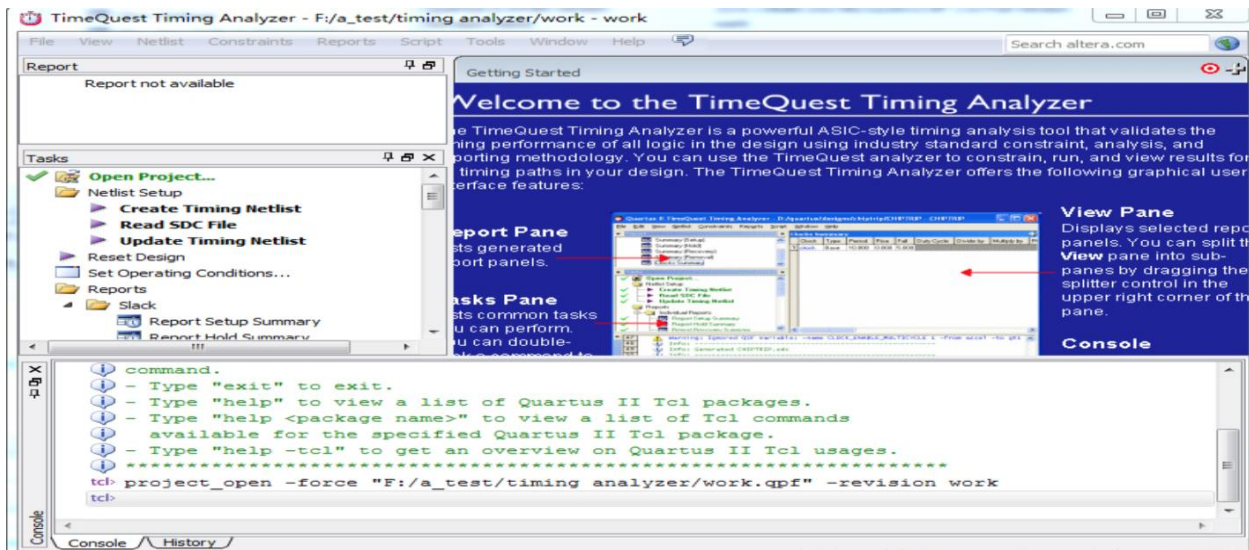 TimeQuest Timing Analyzer - F:/a_test/timing analyzer/work - work
File View Netlist Constraints Reports Script Tools Window Help
Search altera.com
Report
Report not available
Tasks
Open Project...
Netlist Setup
Create Timing Netlist
Read SDC File
Update Timing Netlist
Reset Design
Set Operating Conditions...
Reports
Slack
Report Setup Summary
Report Hold Summary
Getting Started
Welcome to the TimeQuest Timing Analyzer
e TimeQuest Timing Analyzer is a powerful ASIC-style timing analysis tool that validates the
ning performance of all logic in the design using industry standard constraint, analysis, and
porting methodology. You can use the TimeQuest analyzer to constrain, run, and view results for
timing paths in your design. The TimeQuest Timing Analyzer offers the following graphical user
erface features:
eport Pane
sts generated
port panels.
asks Pane
sts common tasks
u can perform.
u can double-
View Pane
Displays selected repo
panels. You can split th
View pane into sub-
panes by dragging the
splitter control in the
upper right corner of th
pane.
Console
command.
- Type "exit" to exit.
- Type "help" to view a list of Quartus II Tcl packages.
- Type "help <package name>" to view a list of Tcl commands
available for the specified Quartus II Tcl package.
- Type "help -tcl" to get an overview on Quartus II Tcl usages.
tcl> project_open -force "F:/a_test/timing analyzer/work.qpf" -revision work
tcl>
Console
Console History